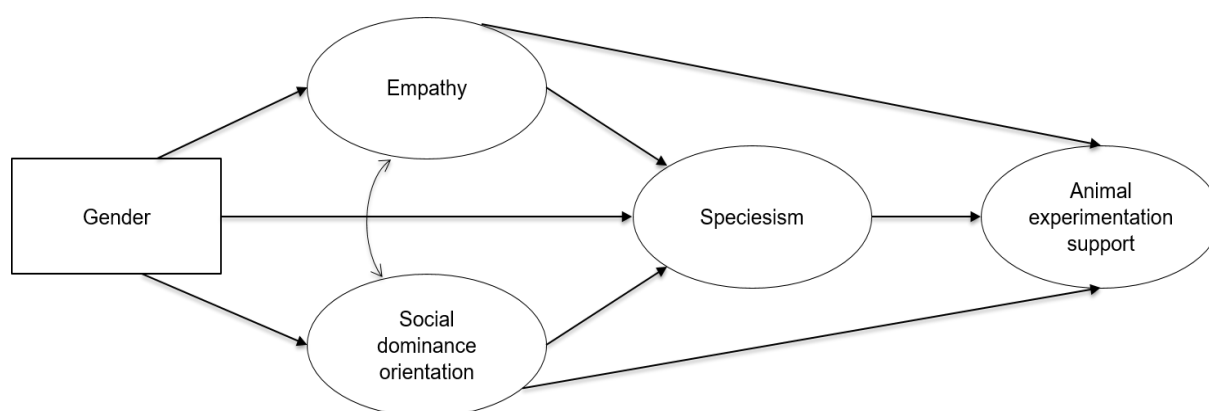 Empathy
Gender
Speciesism
Animal
experimentation
support
Social
dominance
orientation